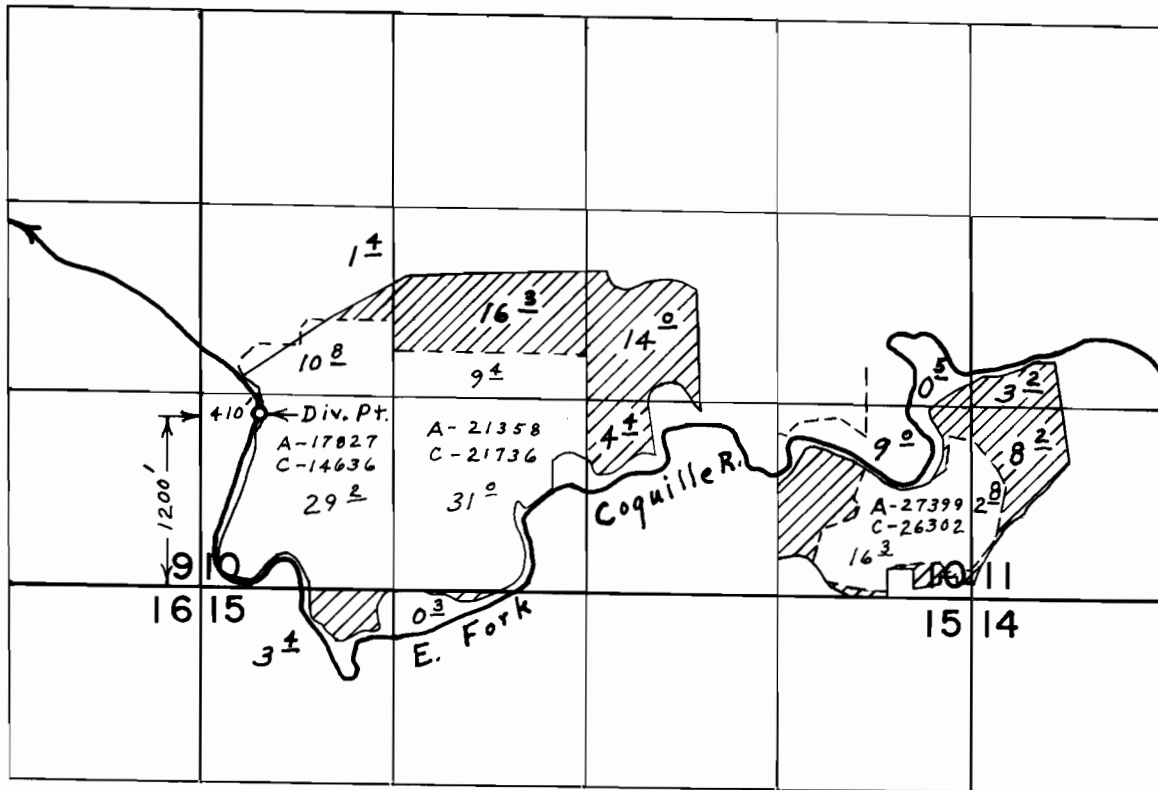 1 4
16 3
14 0
10 8
9 4
0 5
3 2
410'
Div. Pt.
A-17827
C-14636
29 2
A-21358
C-21736
31 0
4 4
Coquille R.
9 0
8 2
A-27399
C-26302
2 8
16 3
1200'
9 10
16 15
10 11
15 14
3 4
0 3
E. Fork